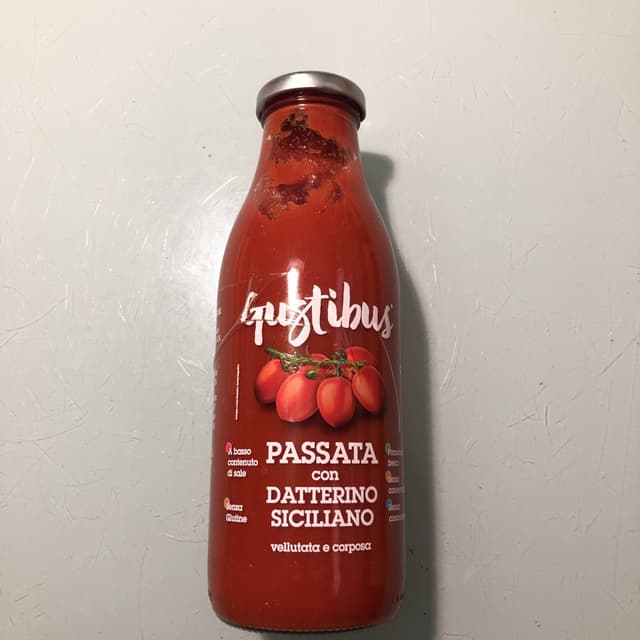 Gustibus
PASSATA
con
DATTERINO
SICILIANO
vellutata e corposa
A basso
contenuto
di sale
Senza
Glutine